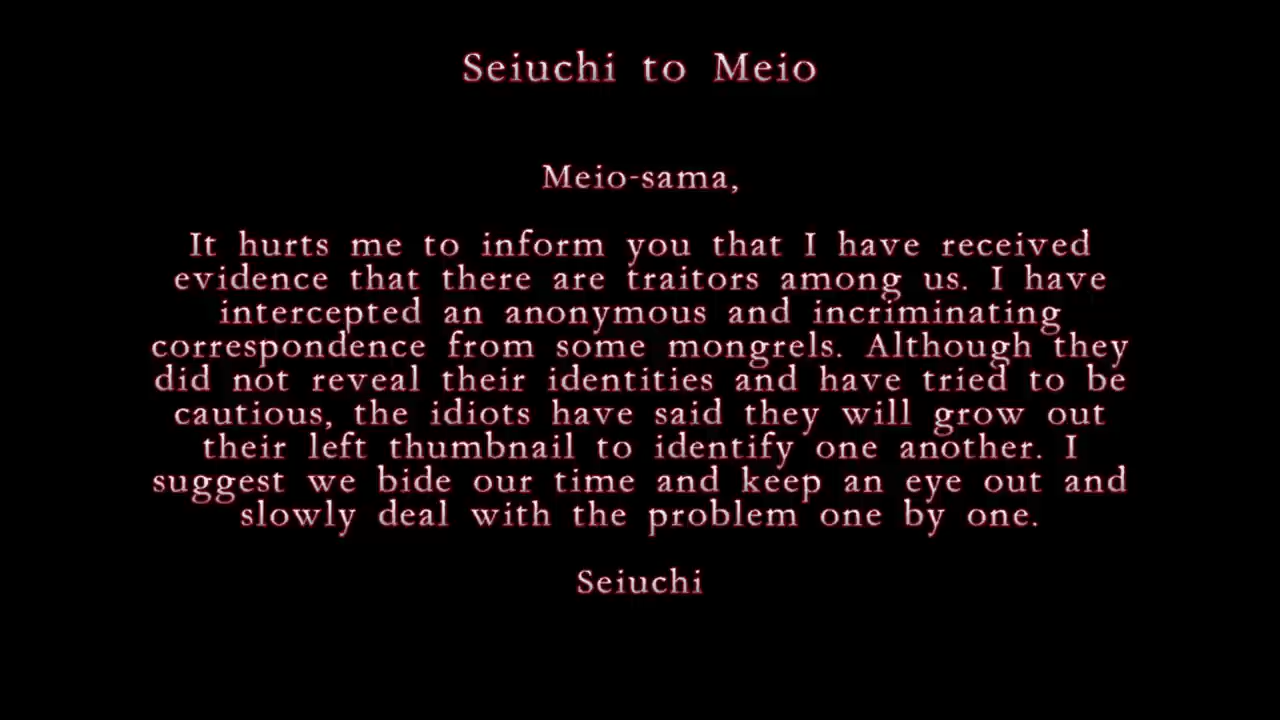 Seiuchi to Meio
Meio-sama,
It hurts me to inform you that I have received
evidence that there are traitors among us. I have
intercepted an anonymous and incriminating
correspondence from some mongrels. Although they
did not reveal their identities and have tried to be
cautious, the idiots have said they will grow out
their left thumbnail to identify one another. I
suggest we bide our time and keep an eye out and
slowly deal with the problem one by one.
Seiuchi